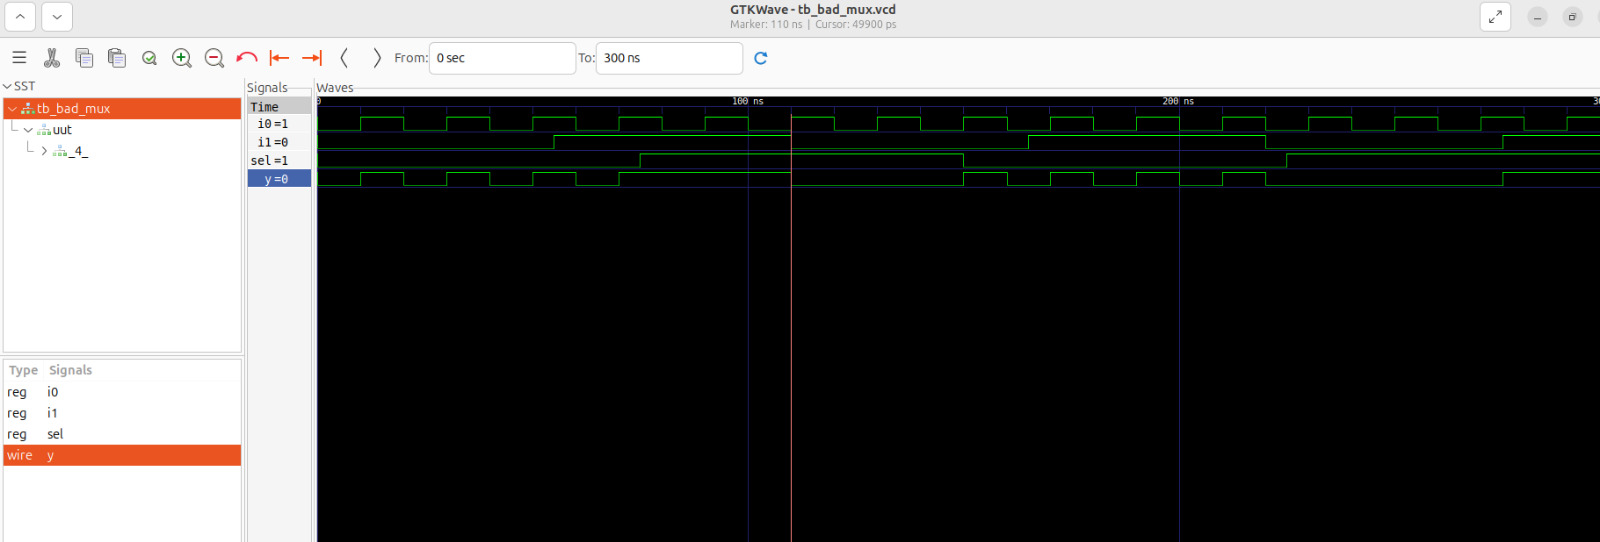 GTKWave - tb_bad_mux.vcd
Marker: 110 ns | Cursor: 49900 ps
From: 0 sec To: 300 ns
SST
tb_bad_mux
uut
_4_
Type Signals
reg i0
reg i1
reg sel
wire y
Signals
Time
i0=1
i1=0
sel=1
y=0
Waves
0 100 ns 200 ns